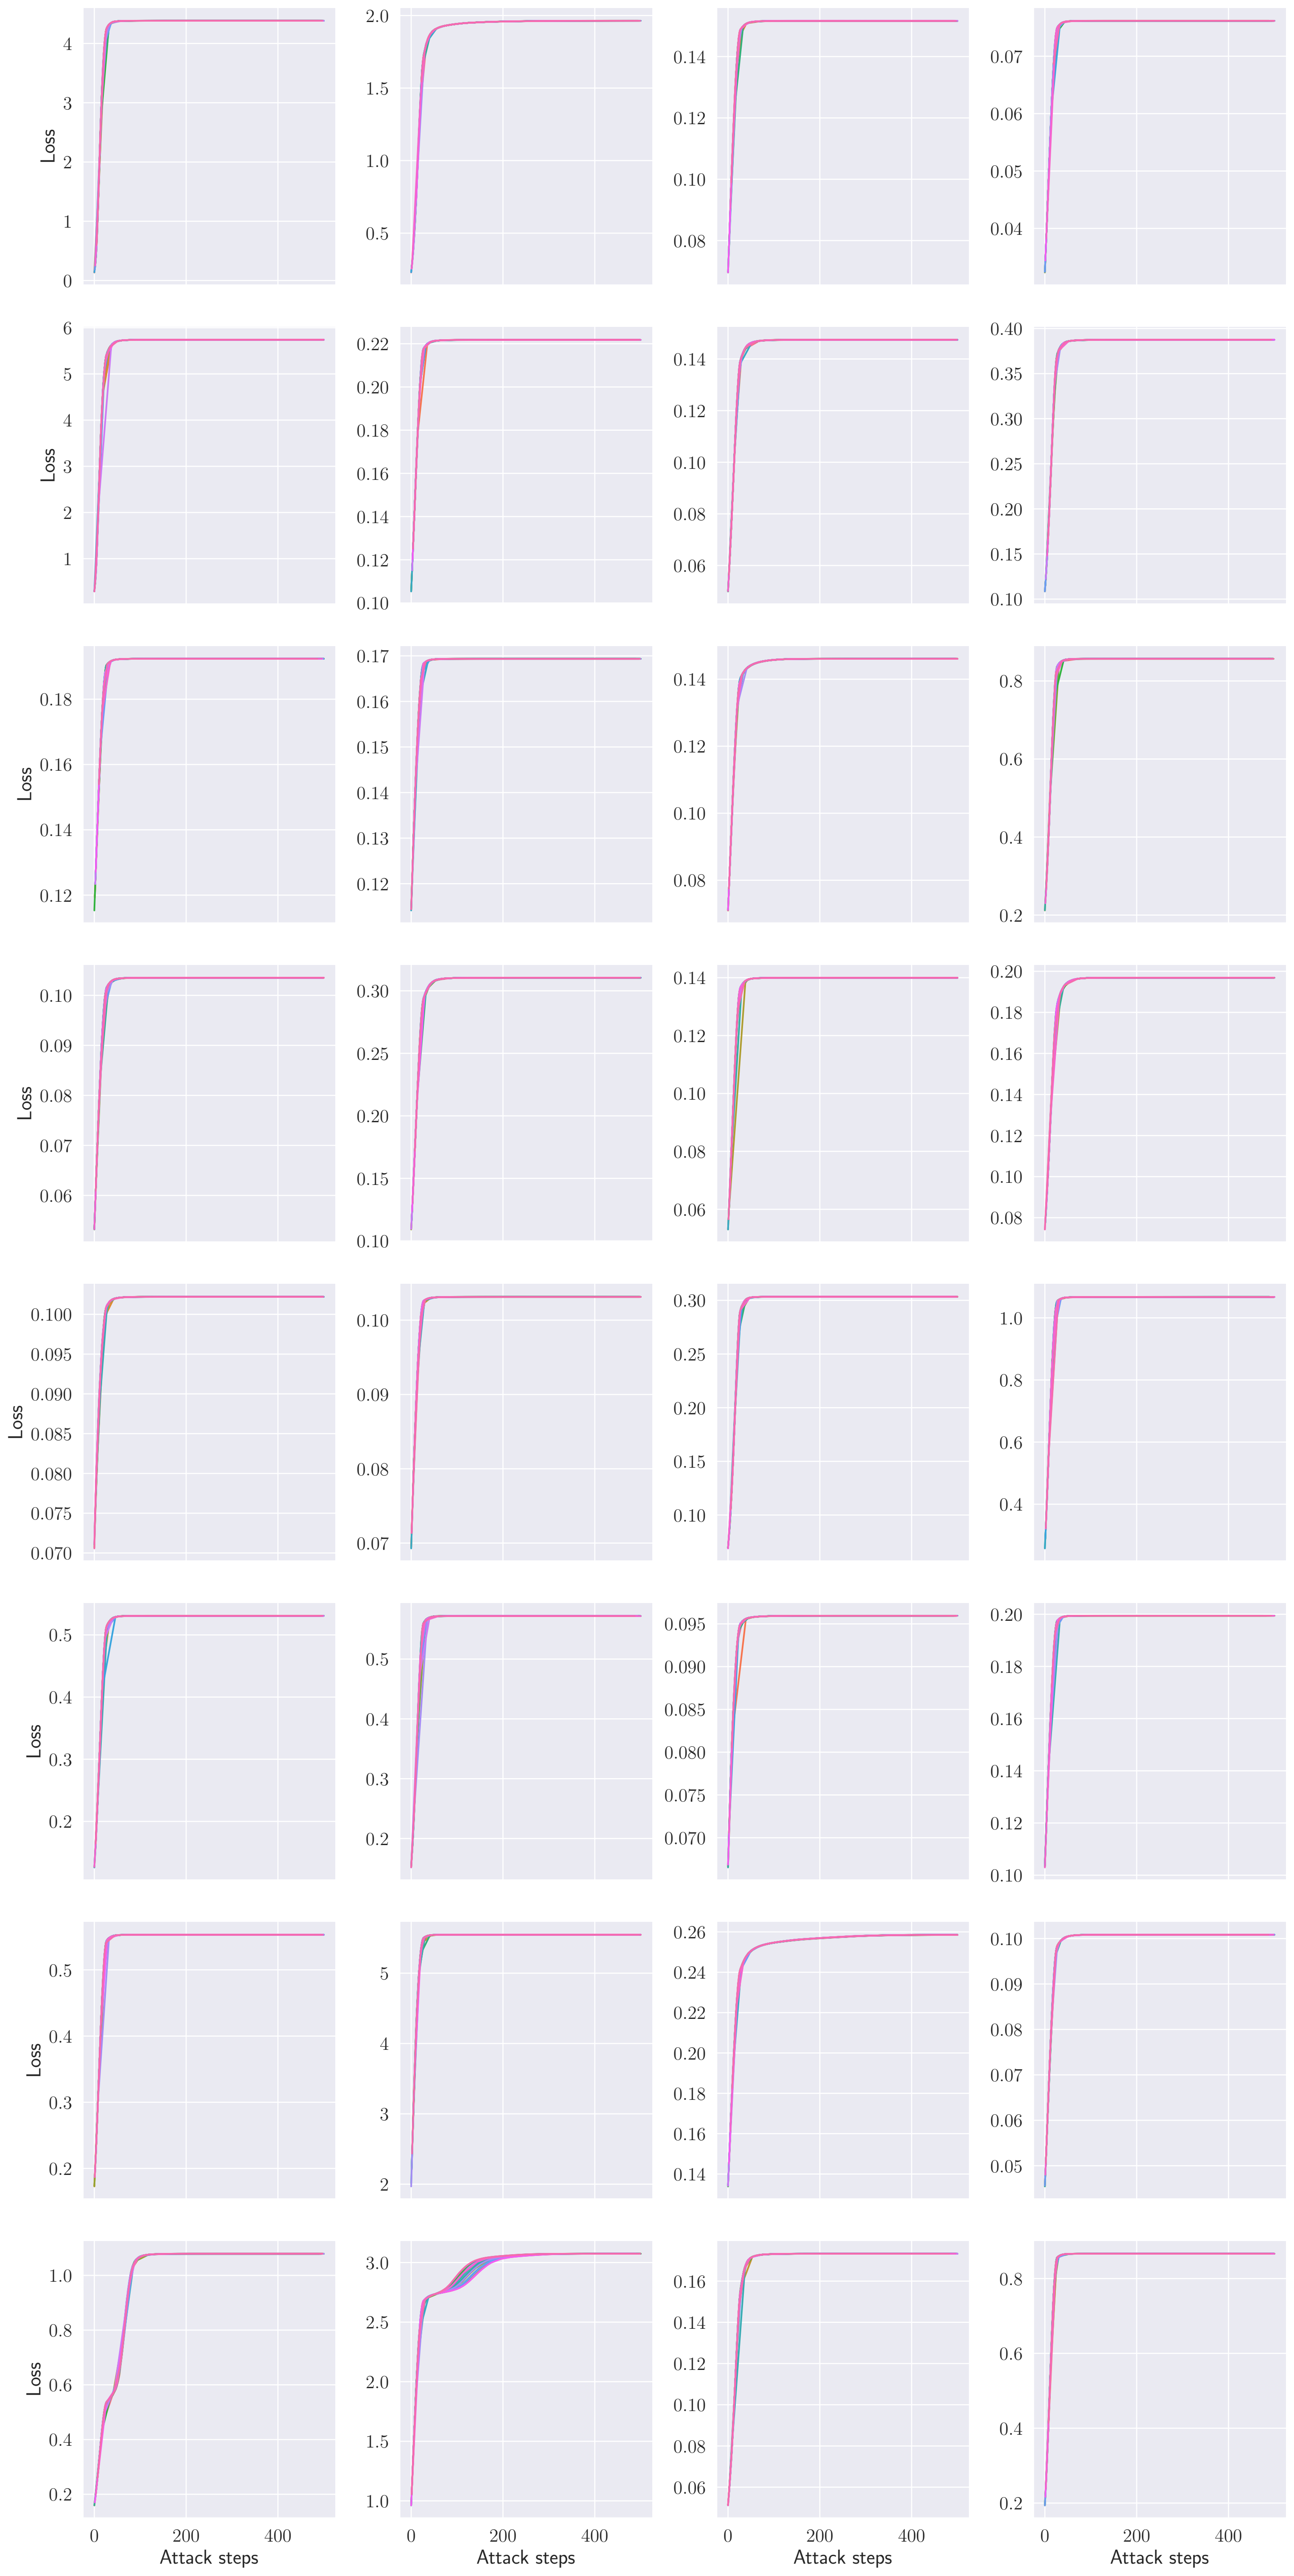 4 2.0 0.14 0.07
3 1.5 0.12 0.06
Loss 2 1.0 0.10 0.05
1 0.5 0.08 0.04
0
6 0.22 0.14 0.40
5 0.20 0.12 0.35
4 0.18 0.10 0.30
Loss 3 0.16 0.08 0.25
2 0.14 0.06 0.20
1 0.12 0.15
0.10 0.10
0.18 0.17 0.14 0.8
0.16 0.16 0.12 0.6
Loss 0.14 0.15 0.10 0.4
0.12 0.14 0.08 0.2
0.13
0.12
0.10 0.30 0.14 0.20
0.09 0.25 0.12 0.18
Loss 0.08 0.20 0.10 0.16
0.07 0.15 0.08 0.14
0.06 0.10 0.06 0.12
0.10
0.08
0.100 0.10 0.30 1.0
0.095 0.09 0.25 0.8
0.090 0.08 0.20 0.6
Loss 0.085 0.07 0.15 0.4
0.080 0.10
0.075
0.070
0.5 0.5 0.095 0.20
0.4 0.4 0.090 0.18
Loss 0.3 0.3 0.085 0.16
0.2 0.2 0.080 0.14
0.075 0.12
0.070 0.10
0.5 5 0.26 0.10
0.4 4 0.24 0.09
Loss 0.3 3 0.22 0.08
0.2 2 0.20 0.07
0.18 0.06
0.16 0.05
0.14
1.0 3.0 0.16 0.8
0.8 2.5 0.14 0.6
Loss 0.6 2.0 0.12 0.4
0.4 1.5 0.10 0.2
0.2 1.0 0.08
0.06
0 200 400 0 200 400 0 200 400 0 200 400
Attack steps Attack steps Attack steps Attack steps